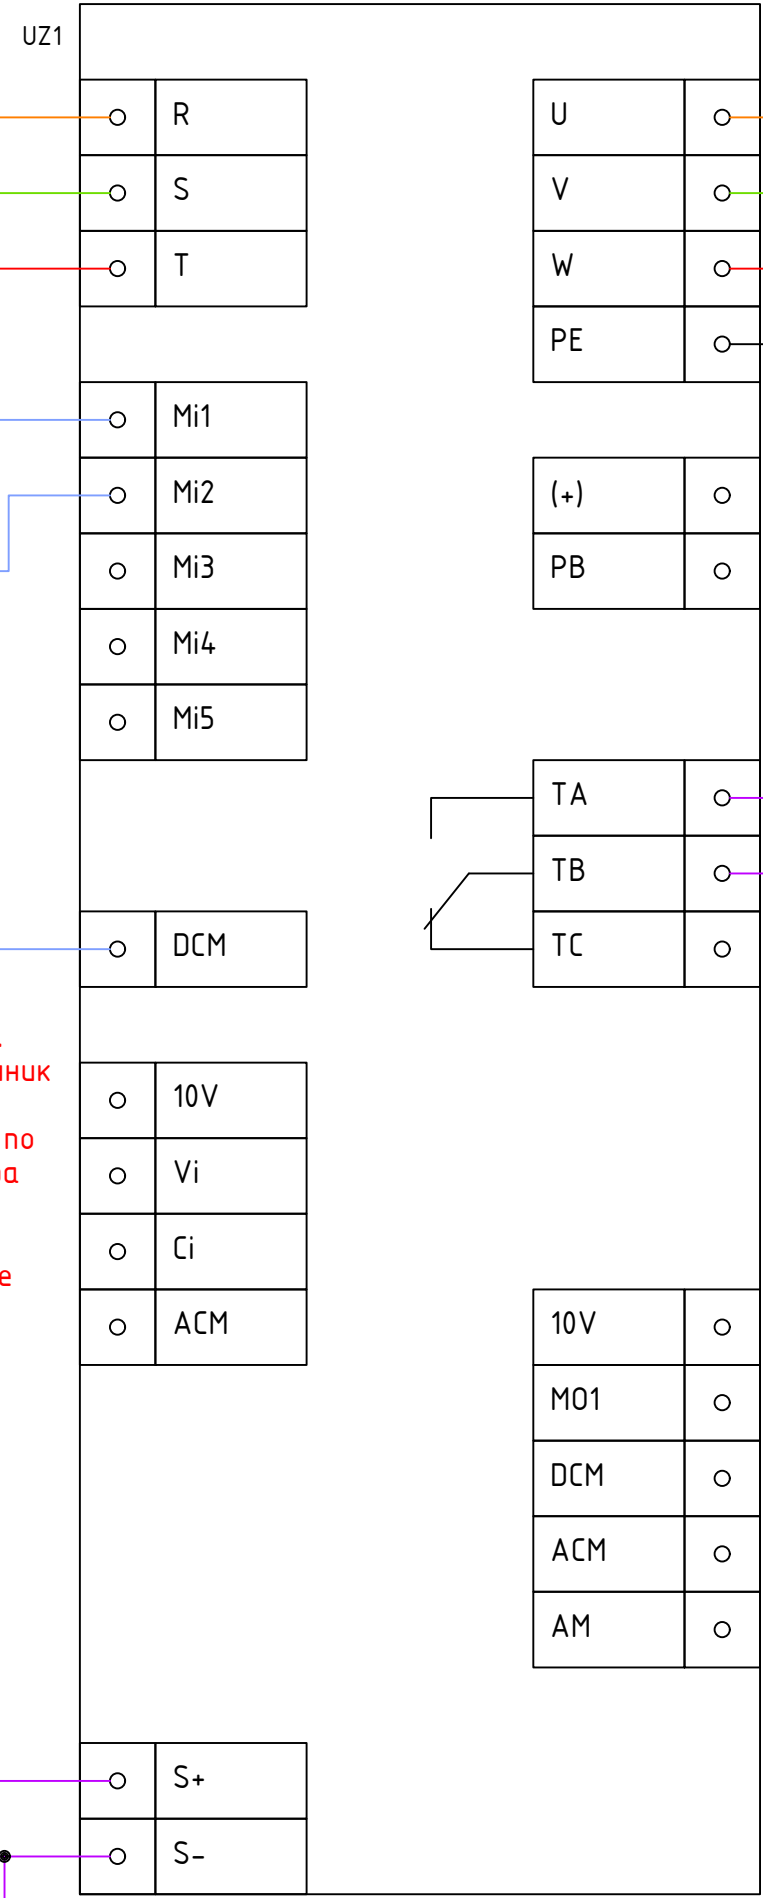 UZ1
R
S
T
Mi1
Mi2
Mi3
Mi4
Mi5
DCM
10V
Vi
Ci
ACM
S+
S-
U
V
W
PE
(+)
PB
TA
TB
TC
10V
MO1
DCM
ACM
AM
по